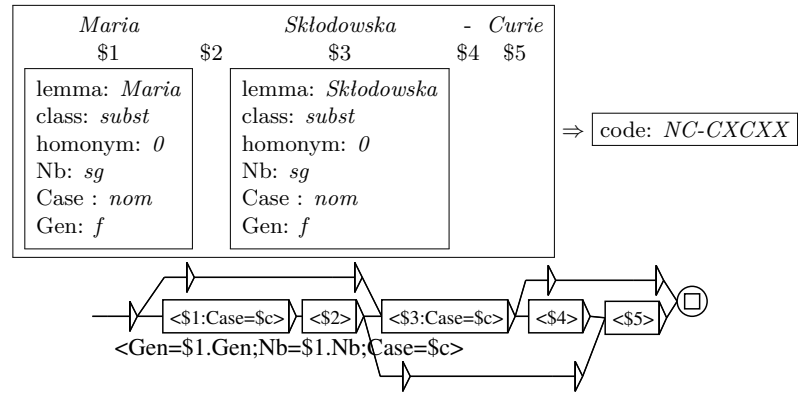 Maria Skłodowska - Curie
$1 $2 $3 $4 $5
lemma: Maria
class: subst
homonym: 0
Nb: sg
Case : nom
Gen: f
lemma: Skłodowska
class: subst
homonym: 0
Nb: sg
Case : nom
Gen: f
⇒ code: NC-CXCXX
<$1:Case=$c> <$2> <$3:Case=$c> <$4> <$5>
<Gen=$1.Gen;Nb=$1.Nb;Case=$c>